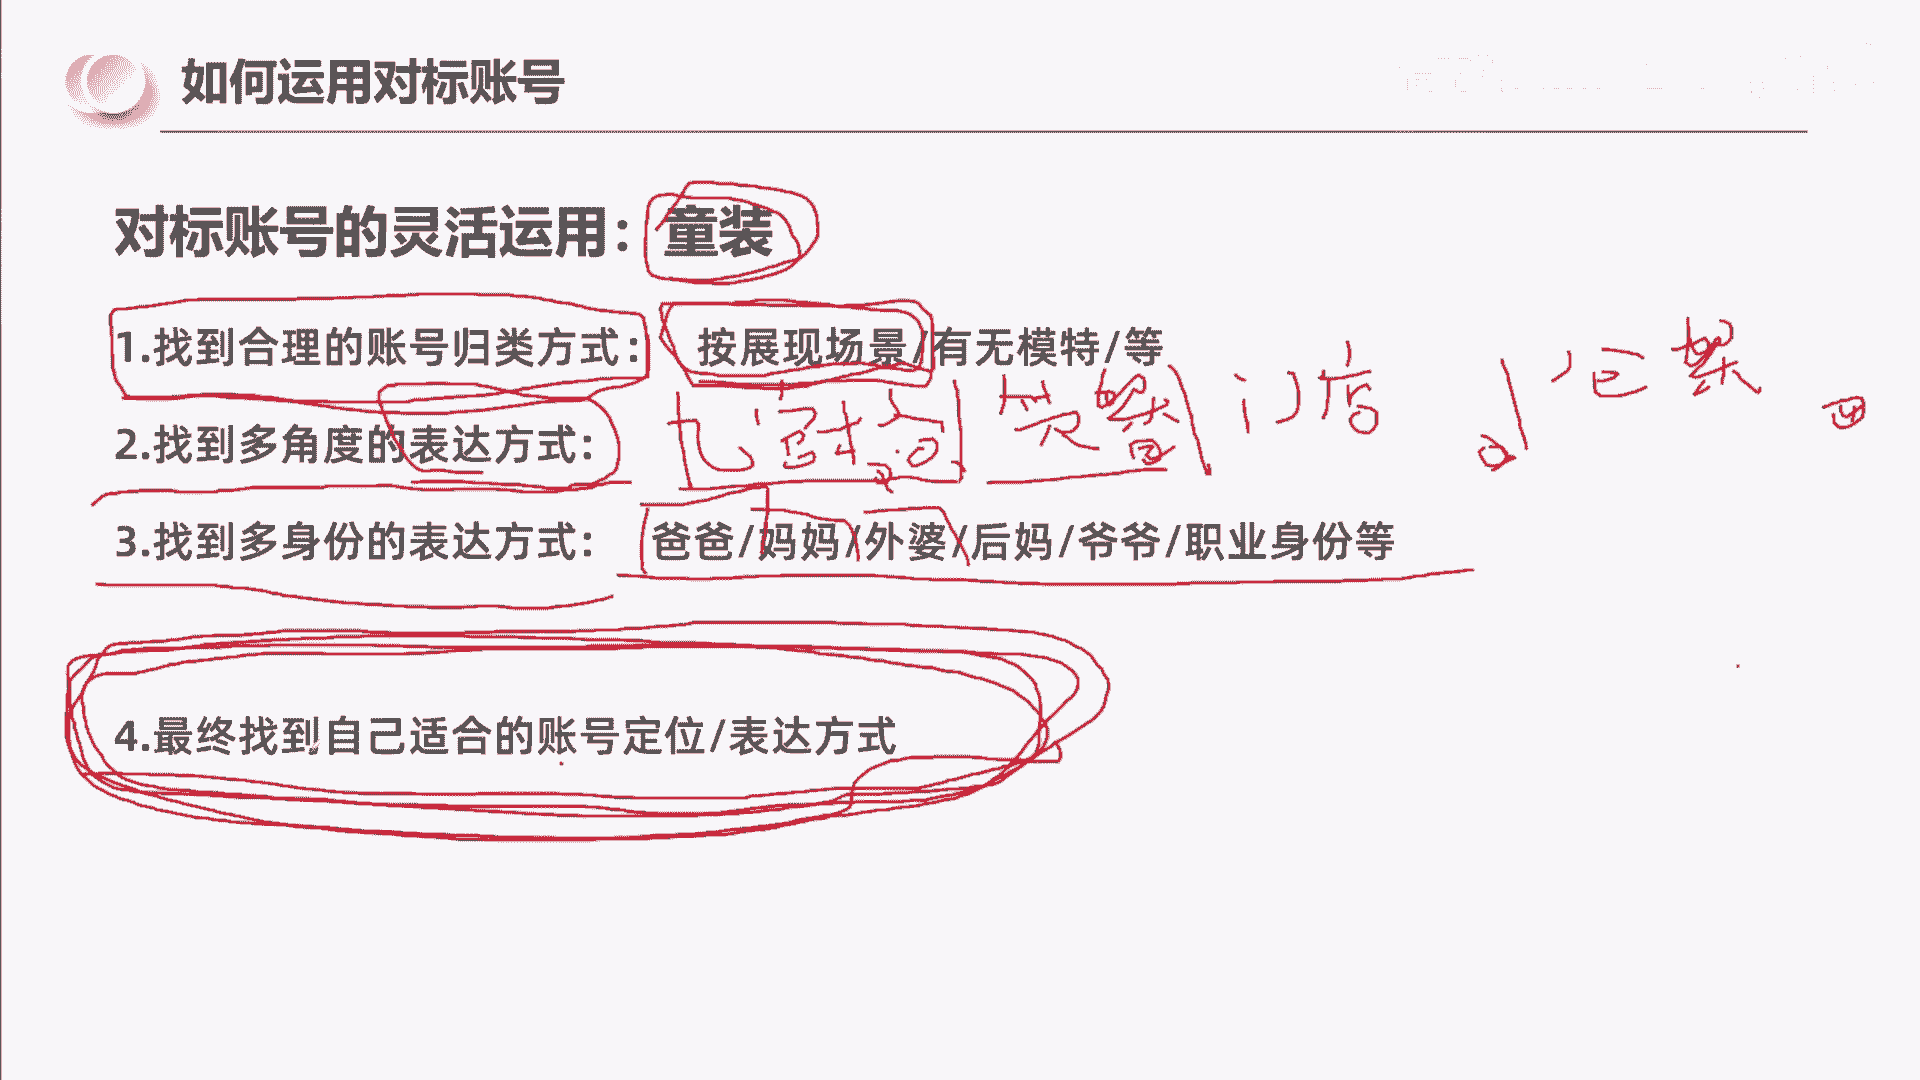 如何运用对标账号
对标账号的灵活运用：童装
1.找到合理的账号归类方式： 按展现场景/有无模特/等
2.找到多角度的表达方式：
门店
3.找到多身份的表达方式： 爸爸/妈妈/外婆/后妈/爷爷/职业身份等
4.最终找到自己适合的账号定位/表达方式